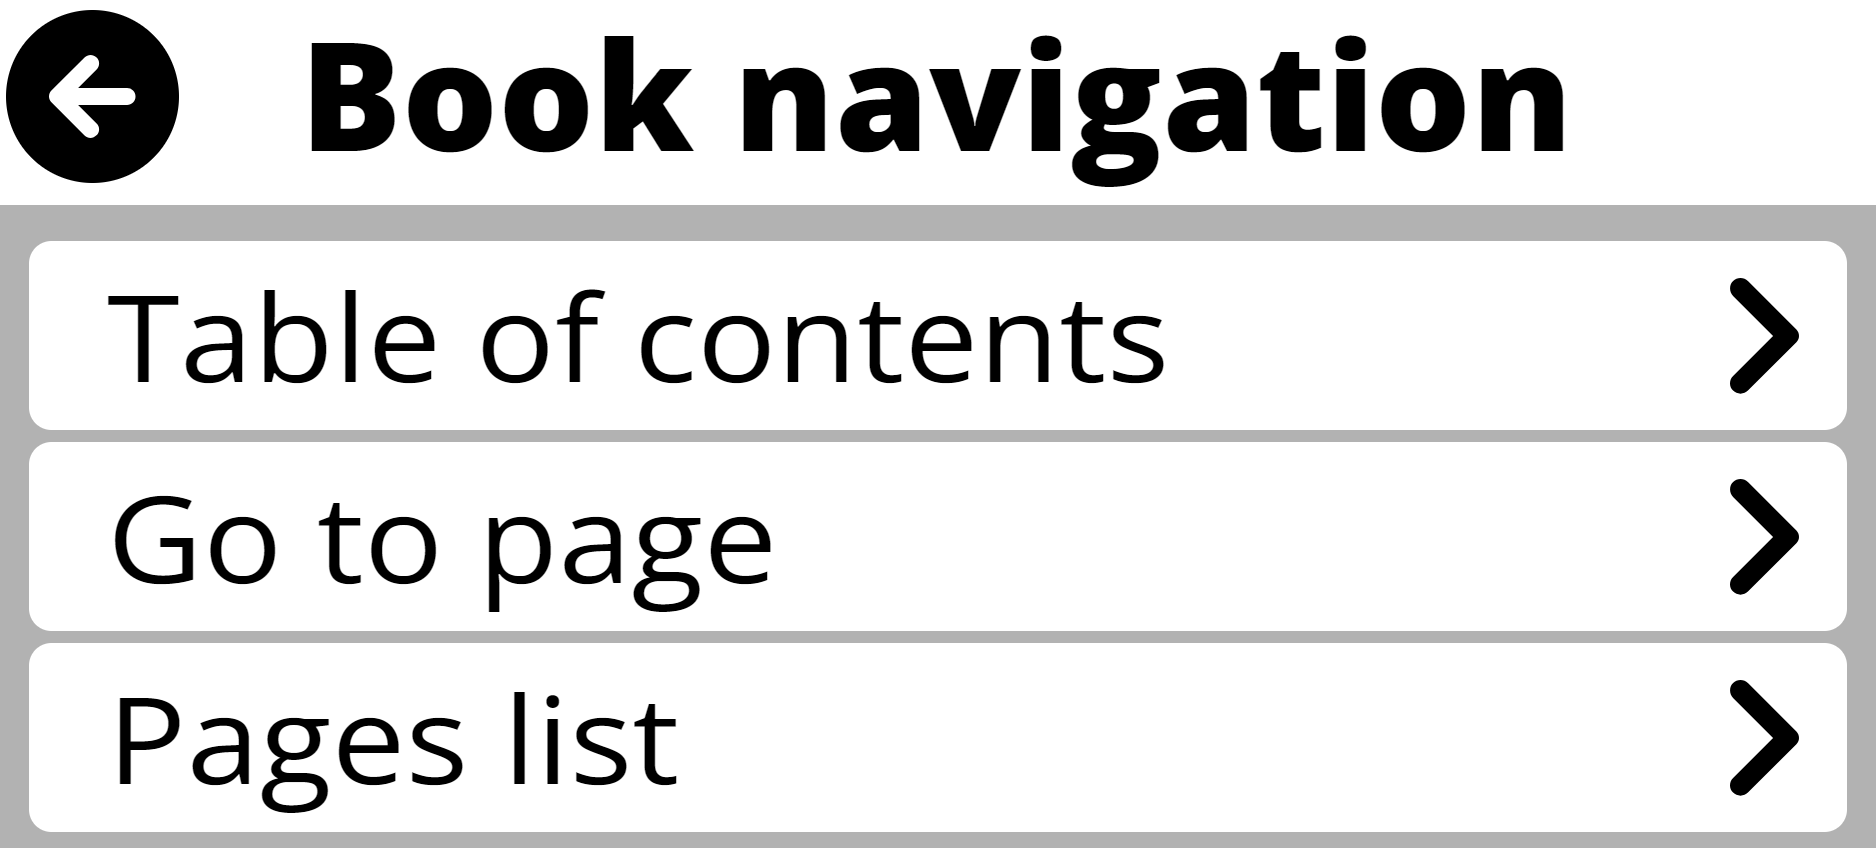 Book navigation
Table of contents
Go to page
Pages list